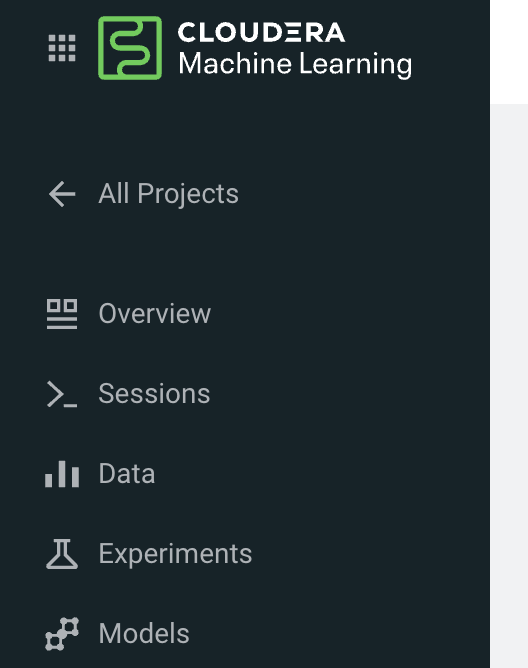 CLOUDERA
Machine Learning
All Projects
Overview
Sessions
Data
Experiments
Models